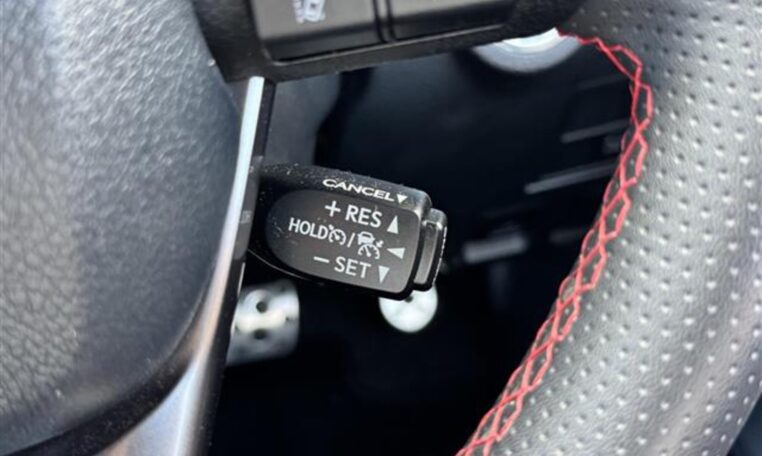 CANCEL▼
+ RES ▲
HOLD / ◀
− SET ▼